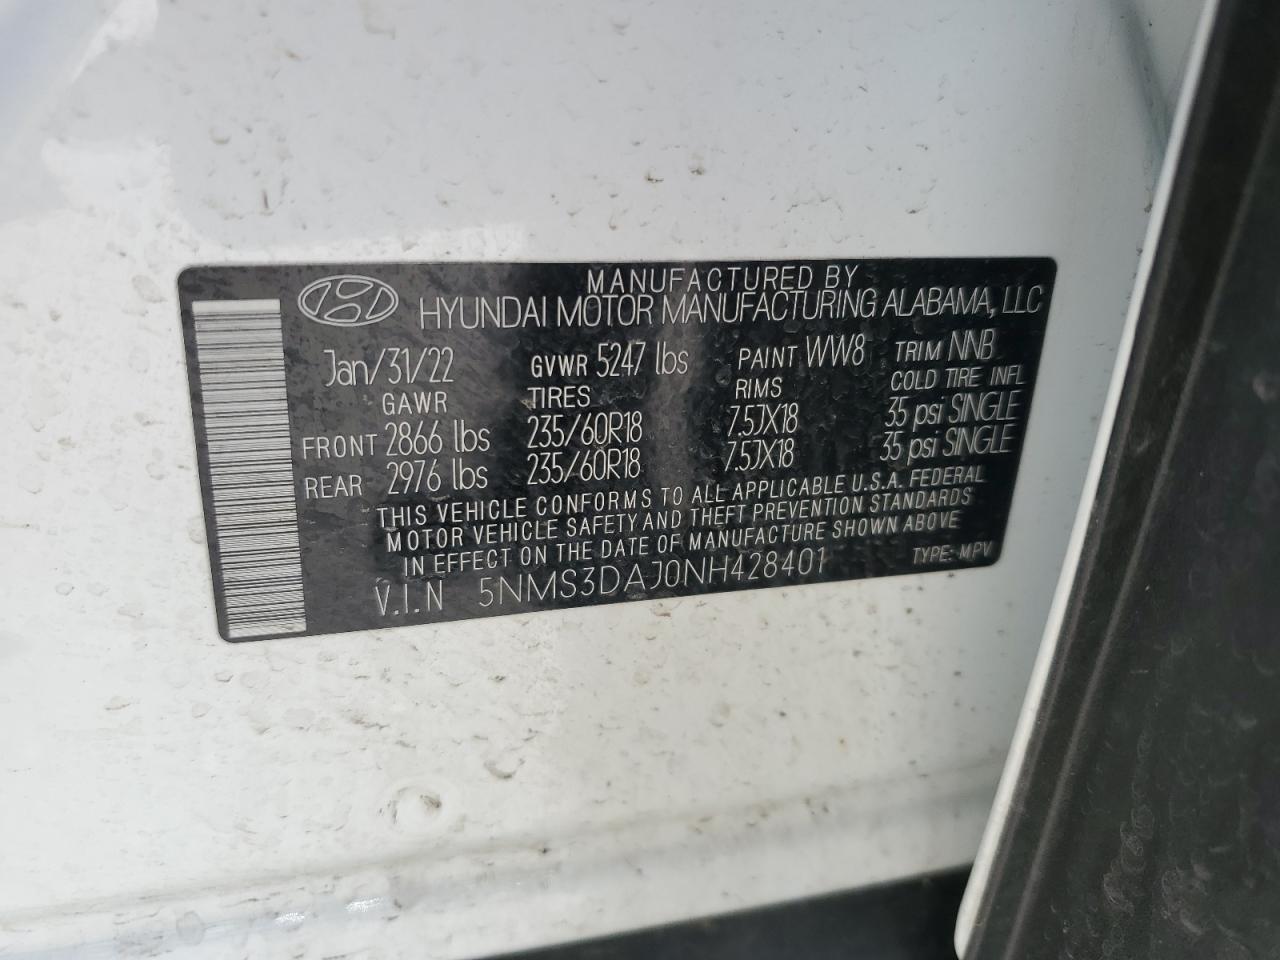 MANUFACTURED BY
HYUNDAI MOTOR MANUFACTURING ALABAMA, LLC
Jan/31/22 GVWR 5247 lbs PAINT WW8 TRIM NNB
GAWR TIRES RIMS COLD TIRE INFL
FRONT 2866 lbs 235/60R18 7.5JX18 35 psi SINGLE
REAR 2976 lbs 235/60R18 7.5JX18 35 psi SINGLE
THIS VEHICLE CONFORMS TO ALL APPLICABLE U.S.A. FEDERAL
MOTOR VEHICLE SAFETY AND THEFT PREVENTION STANDARDS
IN EFFECT ON THE DATE OF MANUFACTURE SHOWN ABOVE
V.I.N 5NMS3DAJ0NH428401 TYPE: MPV